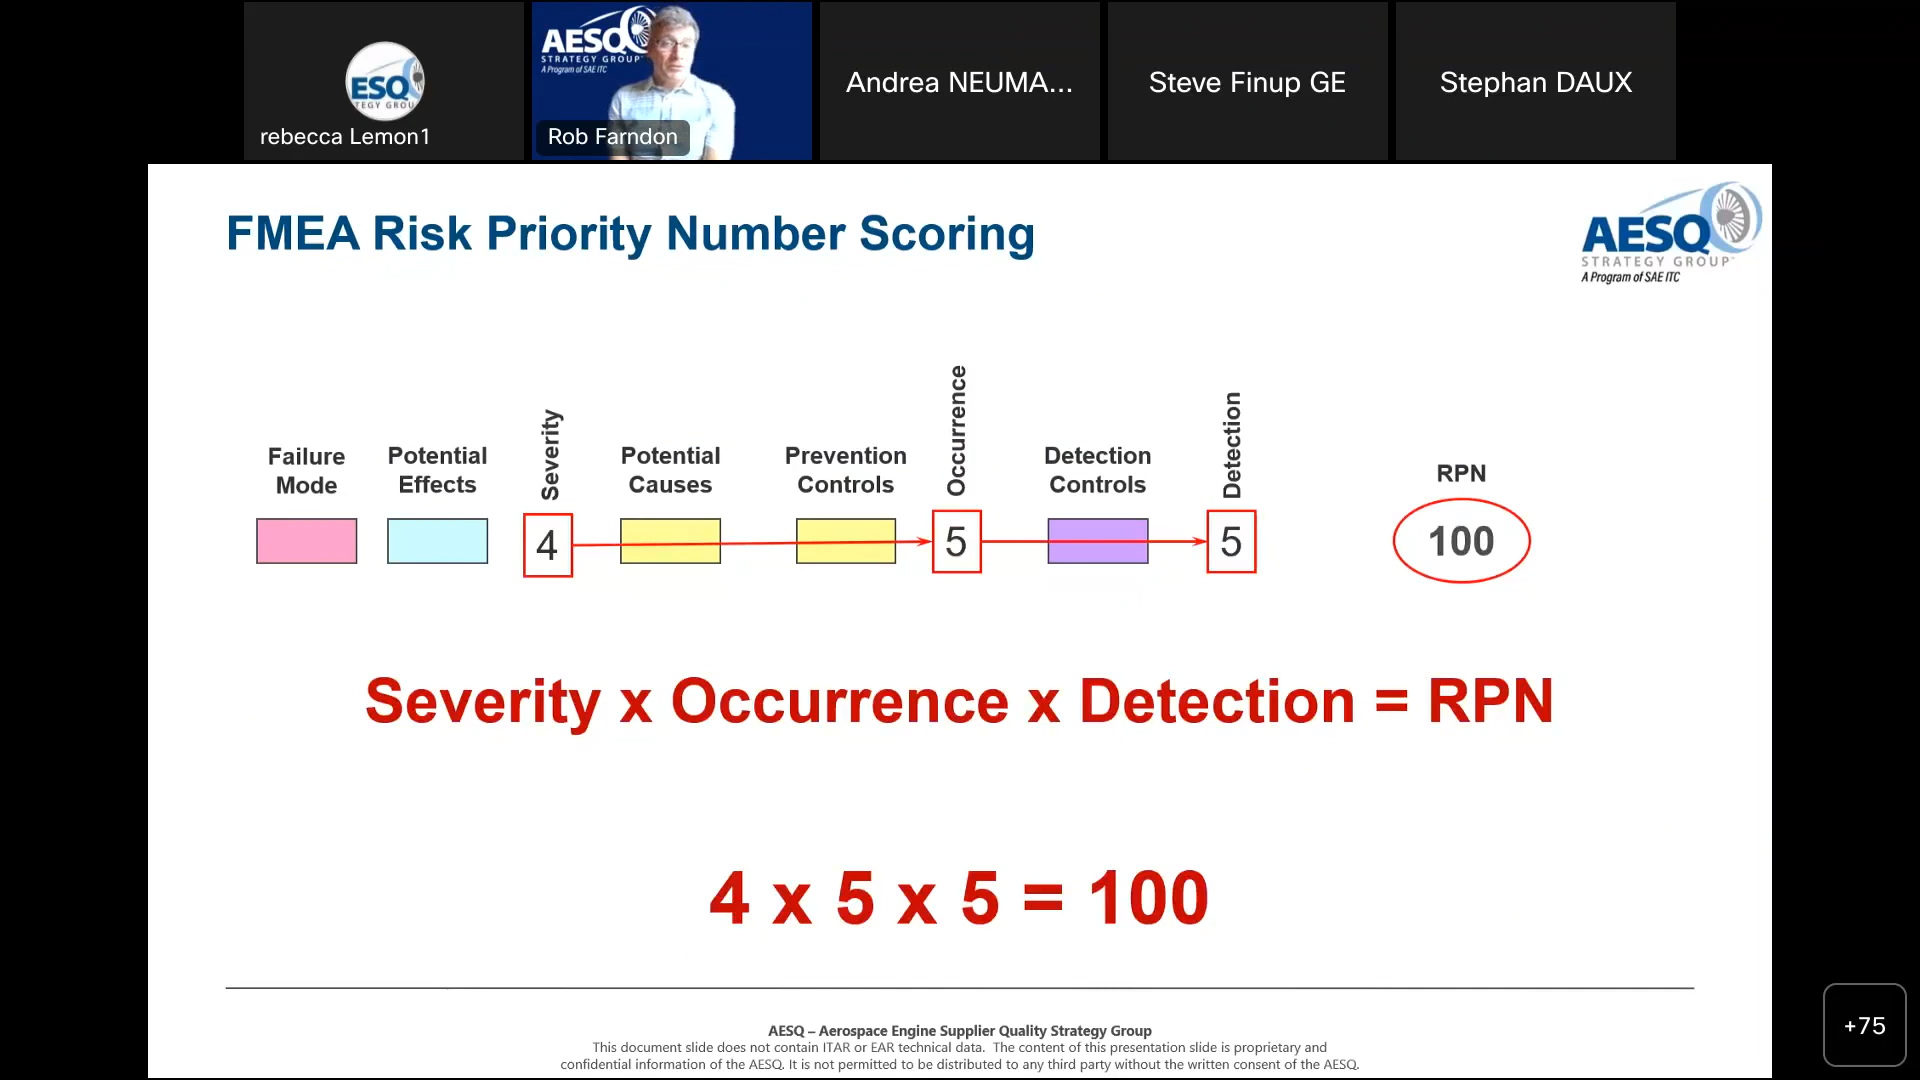 ESQ
TEGY GROU
rebecca Lemon1
AESQ
STRATEGY GROUP
A Program of SAE ITC
Rob Farndon
Andrea NEUMA...
Steve Finup GE
Stephan DAUX
FMEA Risk Priority Number Scoring
AESQ
STRATEGY GROUP
A Program of SAE ITC
Failure
Mode
Potential
Effects
Severity
Potential
Causes
Prevention
Controls
Occurrence
Detection
Controls
Detection
RPN
4
5
5
100
Severity x Occurrence x Detection = RPN
4 x 5 x 5 = 100
AESQ – Aerospace Engine Supplier Quality Strategy Group
This document slide does not contain ITAR or EAR technical data. The content of this presentation slide is proprietary and
confidential information of the AESQ. It is not permitted to be distributed to any third party without the written consent of the AESQ.
+75